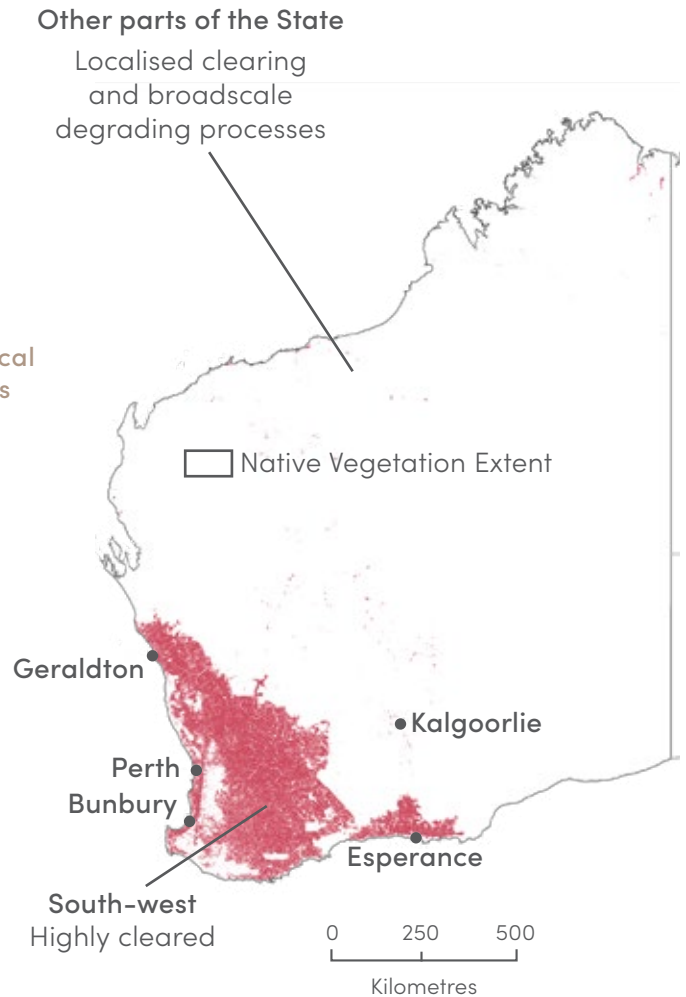 Other parts of the State
Localised clearing
and broadscale
degrading processes
cal
s
Native Vegetation Extent
Geraldton
Kalgoorlie
Perth
Bunbury
Esperance
South-west
Highly cleared
0 250 500
Kilometres